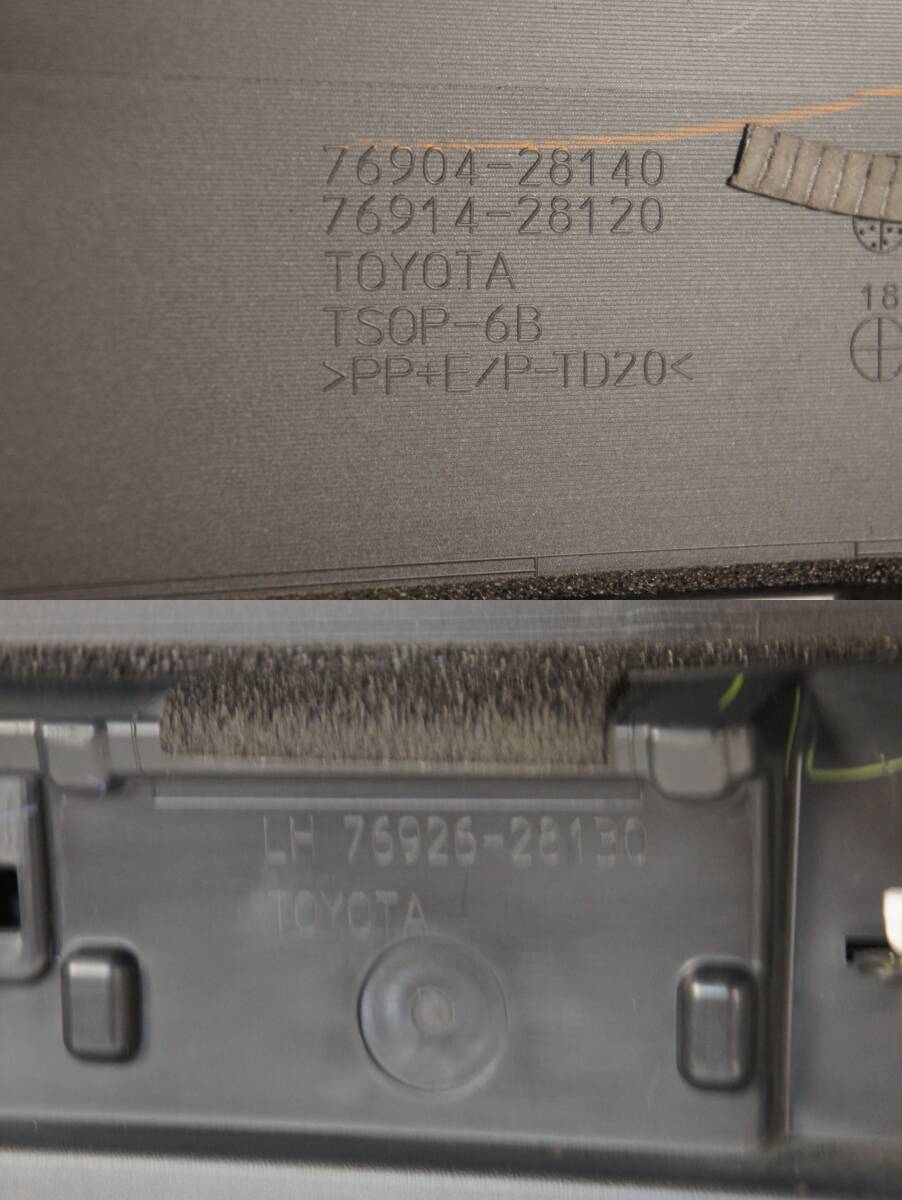 76904-28140
76914-28120
TOYOTA
TSOP-6B
>PP+E/P-TD20<
18
LH 76926-28130
TOYOTA